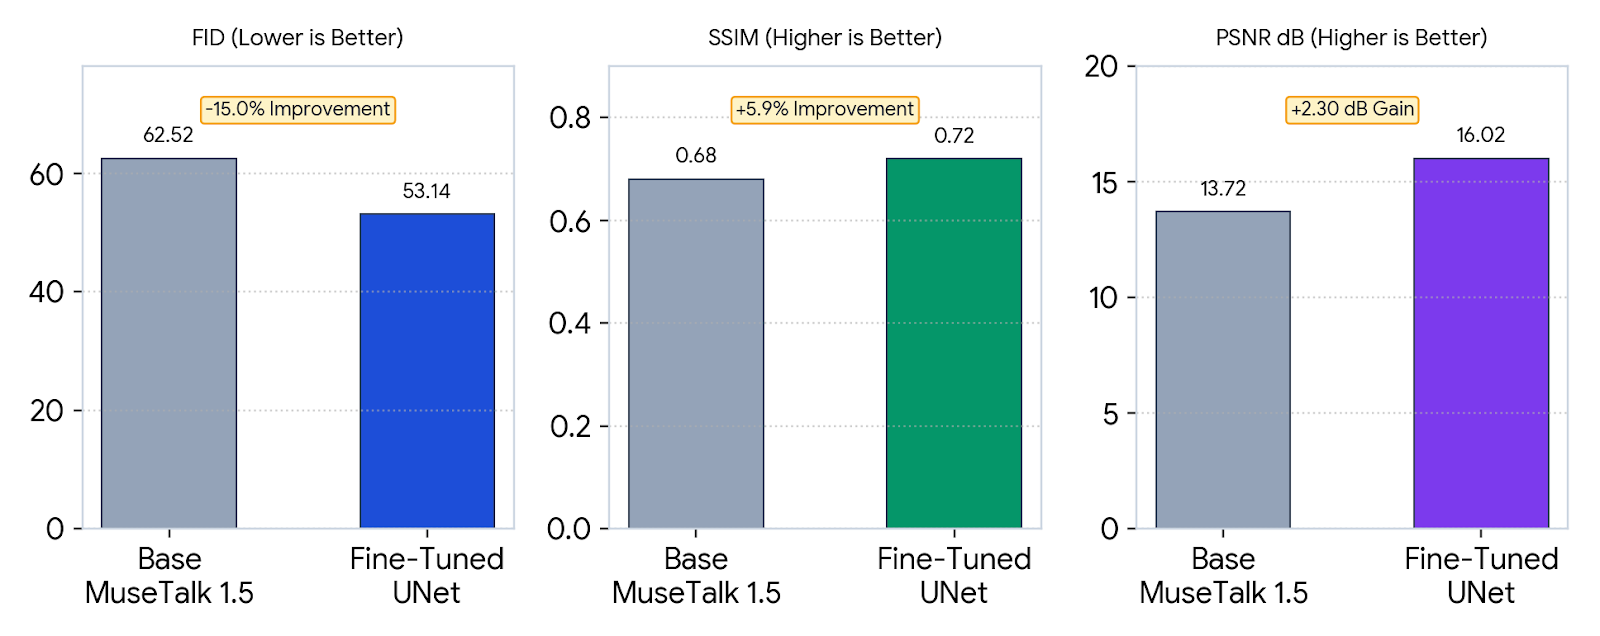 FID (Lower is Better)
-15.0% Improvement
62.52
53.14
60
40
20
0
Base
MuseTalk 1.5
Fine-Tuned
UNet
SSIM (Higher is Better)
+5.9% Improvement
0.68
0.72
0.8
0.6
0.4
0.2
0.0
Base
MuseTalk 1.5
Fine-Tuned
UNet
PSNR dB (Higher is Better)
+2.30 dB Gain
13.72
16.02
20
15
10
5
0
Base
MuseTalk 1.5
Fine-Tuned
UNet